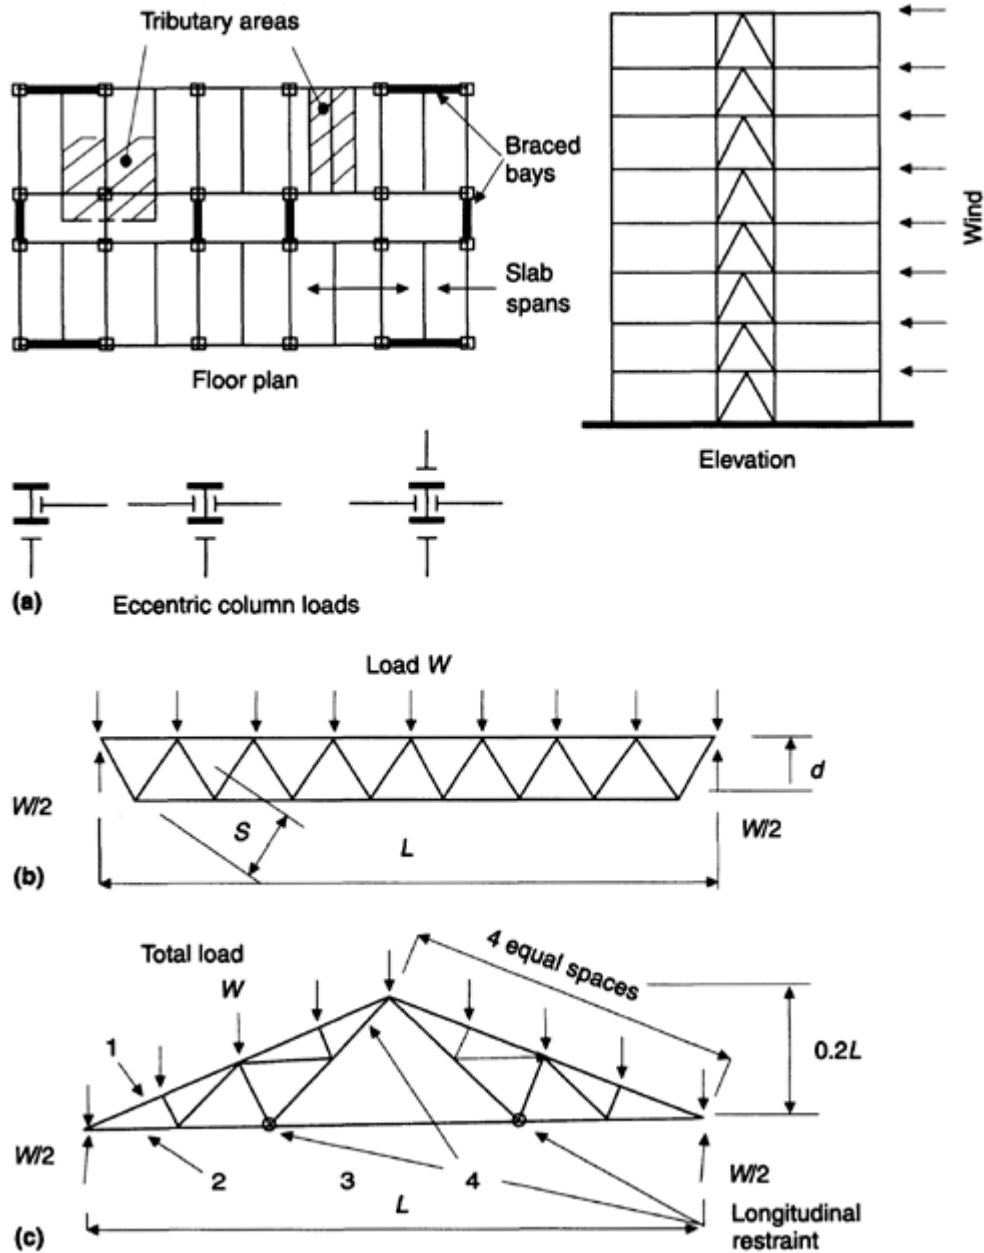 Tributary areas
Braced
bays
Slab
spans
Floor plan
Wind
Elevation
(a)
Eccentric column loads
Load W
d
W/2
W/2
S
L
(b)
Total load
W
4 equal spaces
0.2L
1
W/2
2
3
4
W/2
L
Longitudinal
restraint
(c)